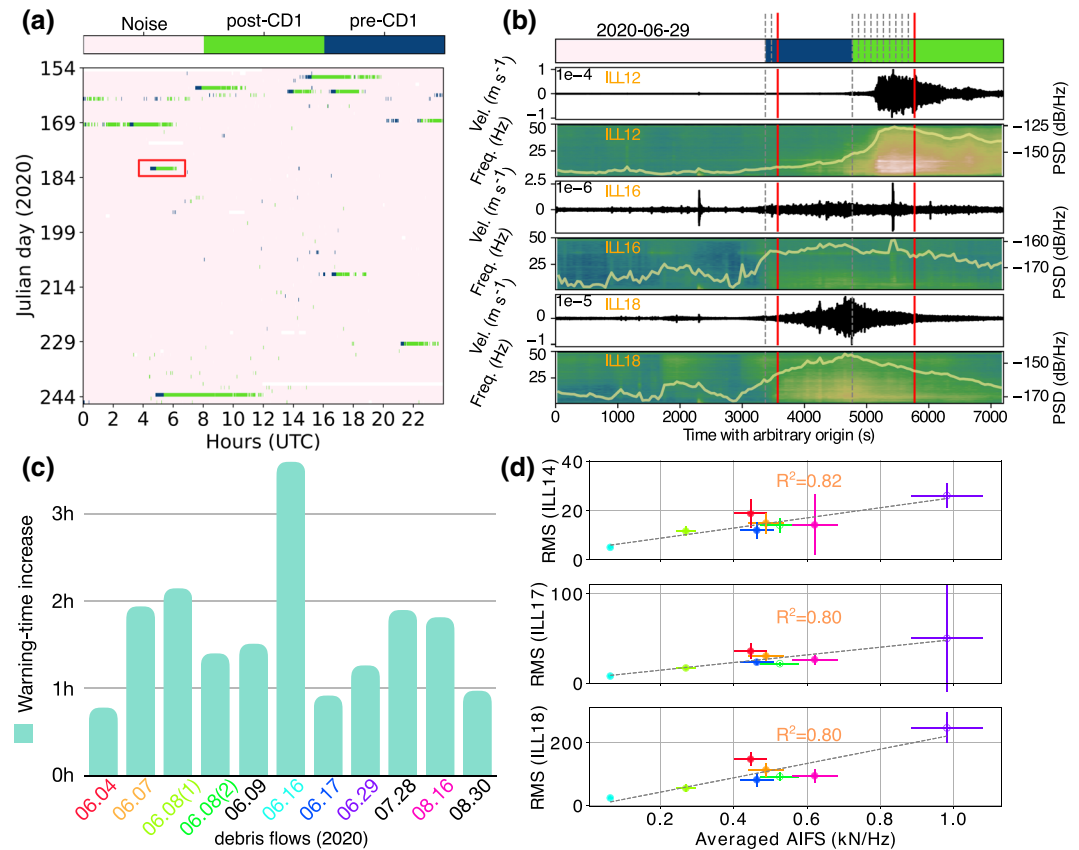 (a)
Noise post-CD1 pre-CD1
154
169
184
199
214
229
244
Julian day (2020)
0 2 4 6 8 10 12 14 16 18 20 22
Hours (UTC)
(b)
2020-06-29
1e-4 ILL12
1
0
-1
Vel. (m s-1)
ILL12
50
25
Freq. (Hz)
−125
−150
PSD (dB/Hz)
2.5
1e-6 ILL16
0
Vel. (m s-1)
ILL16
50
25
Freq. (Hz)
−160
−170
PSD (dB/Hz)
1e-5 ILL18
1
0
-1
Vel. (m s-1)
ILL18
50
25
Freq. (Hz)
−150
−170
PSD (dB/Hz)
0 1000 2000 3000 4000 5000 6000 7000
Time with arbitrary origin (s)
(c)
3h
2h
1h
0h
Warning-time increase
06.04 06.07 06.08(1) 06.08(2) 06.09 06.16 06.17 06.29 07.28 08.16 08.30
debris flows (2020)
(d)
40
20
0
RMS (ILL14)
R2=0.82
100
0
RMS (ILL17)
R2=0.80
200
0
RMS (ILL18)
R2=0.80
0.2 0.4 0.6 0.8 1.0
Averaged AIFS (kN/Hz)